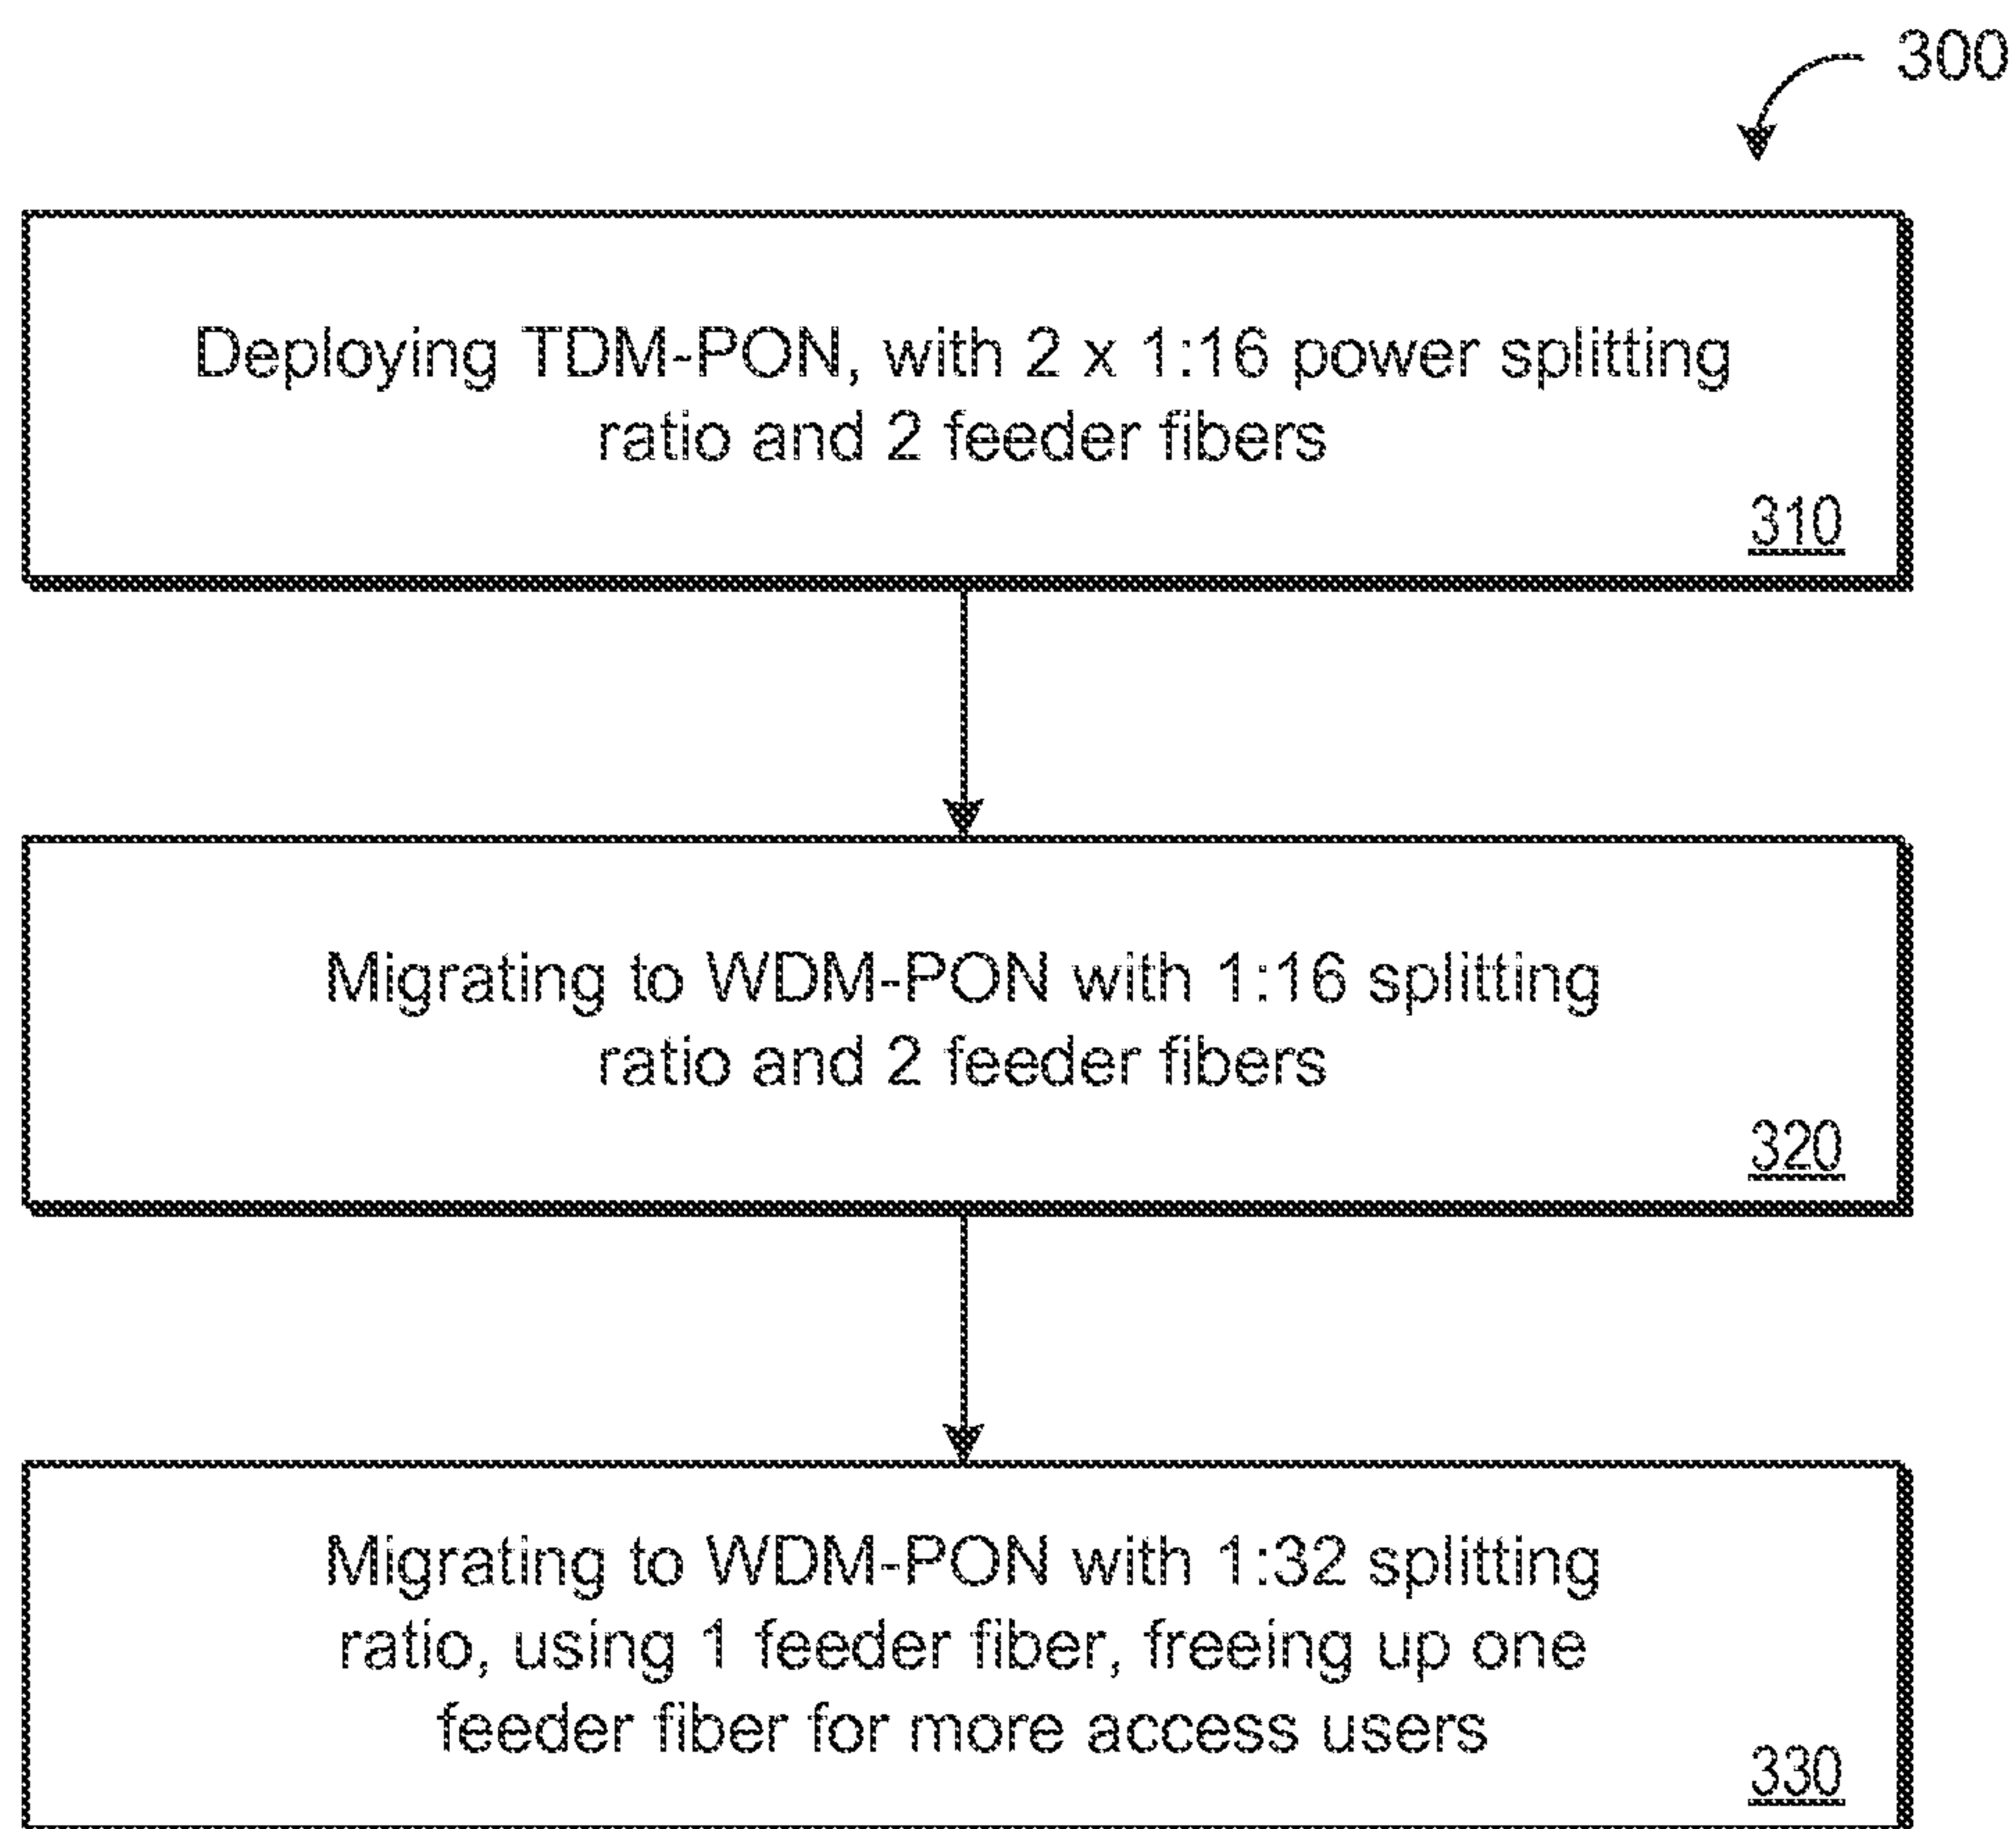 300
Deploying TDM-PON, with 2 x 1:16 power splitting
ratio and 2 feeder fibers
310
Migrating to WDM-PON with 1:16 splitting
ratio and 2 feeder fibers
320
Migrating to WDM-PON with 1:32 splitting
ratio, using 1 feeder fiber, freeing up one
feeder fiber for more access users
330